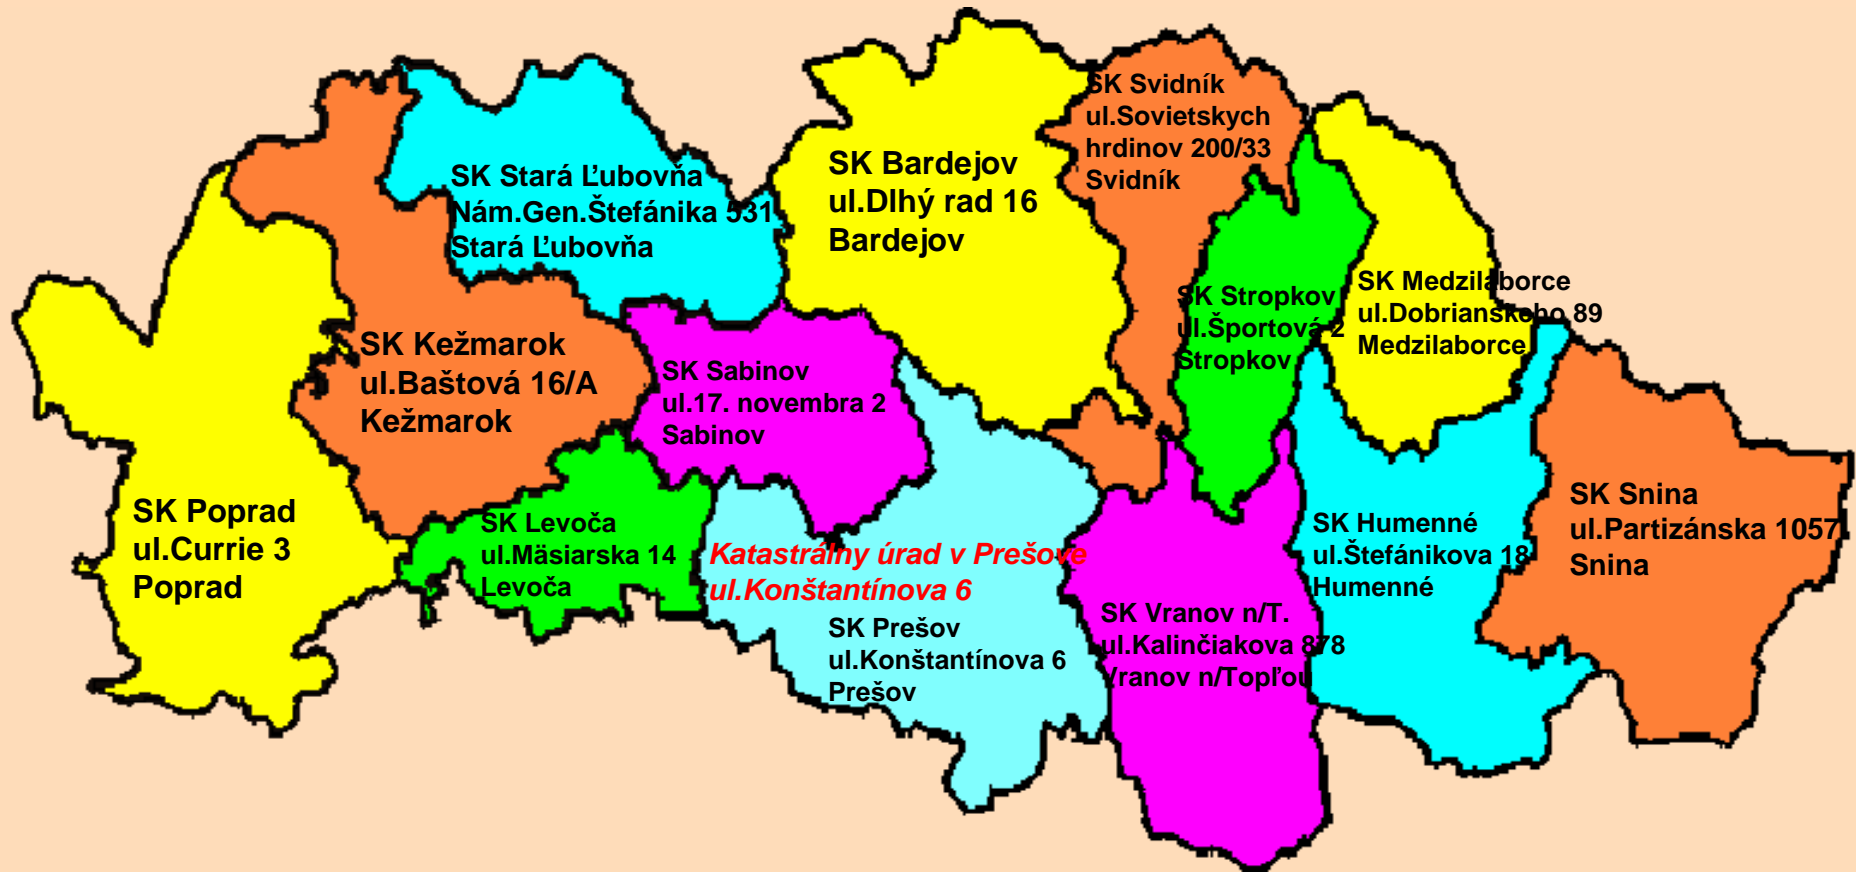 SK Svidník
ul.Sovietskych
hrdinov 200/33
Svidník
SK Bardejov
ul.Dlhý rad 16
Bardejov
SK Stará Ľubovňa
Nám.Gen.Štefánika 531
Stará Ľubovňa
SK Medzilaborce
ul.Dobrianskeho 89
Medzilaborce
SK Stropkov
ul.Športová 2
Stropkov
SK Kežmarok
ul.Baštová 16/A
Kežmarok
SK Sabinov
ul.17. novembra 2
Sabinov
SK Poprad
ul.Currie 3
Poprad
SK Levoča
ul.Mäsiarska 14
Levoča
Katastrálny úrad v Prešove
ul.Konštantínova 6
SK Prešov
ul.Konštantínova 6
Prešov
SK Vranov n/T.
ul.Kalinčiakova 878
Vranov n/Topľou
SK Humenné
ul.Štefánikova 18
Humenné
SK Snina
ul.Partizánska 1057
Snina